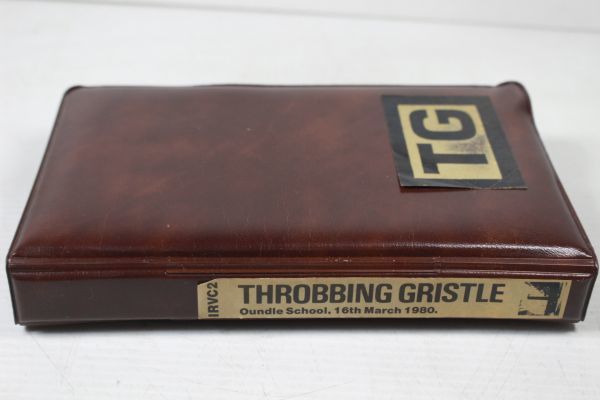 TG
IRVC2
THROBBING GRISTLE
Oundle School. 16th March 1980.